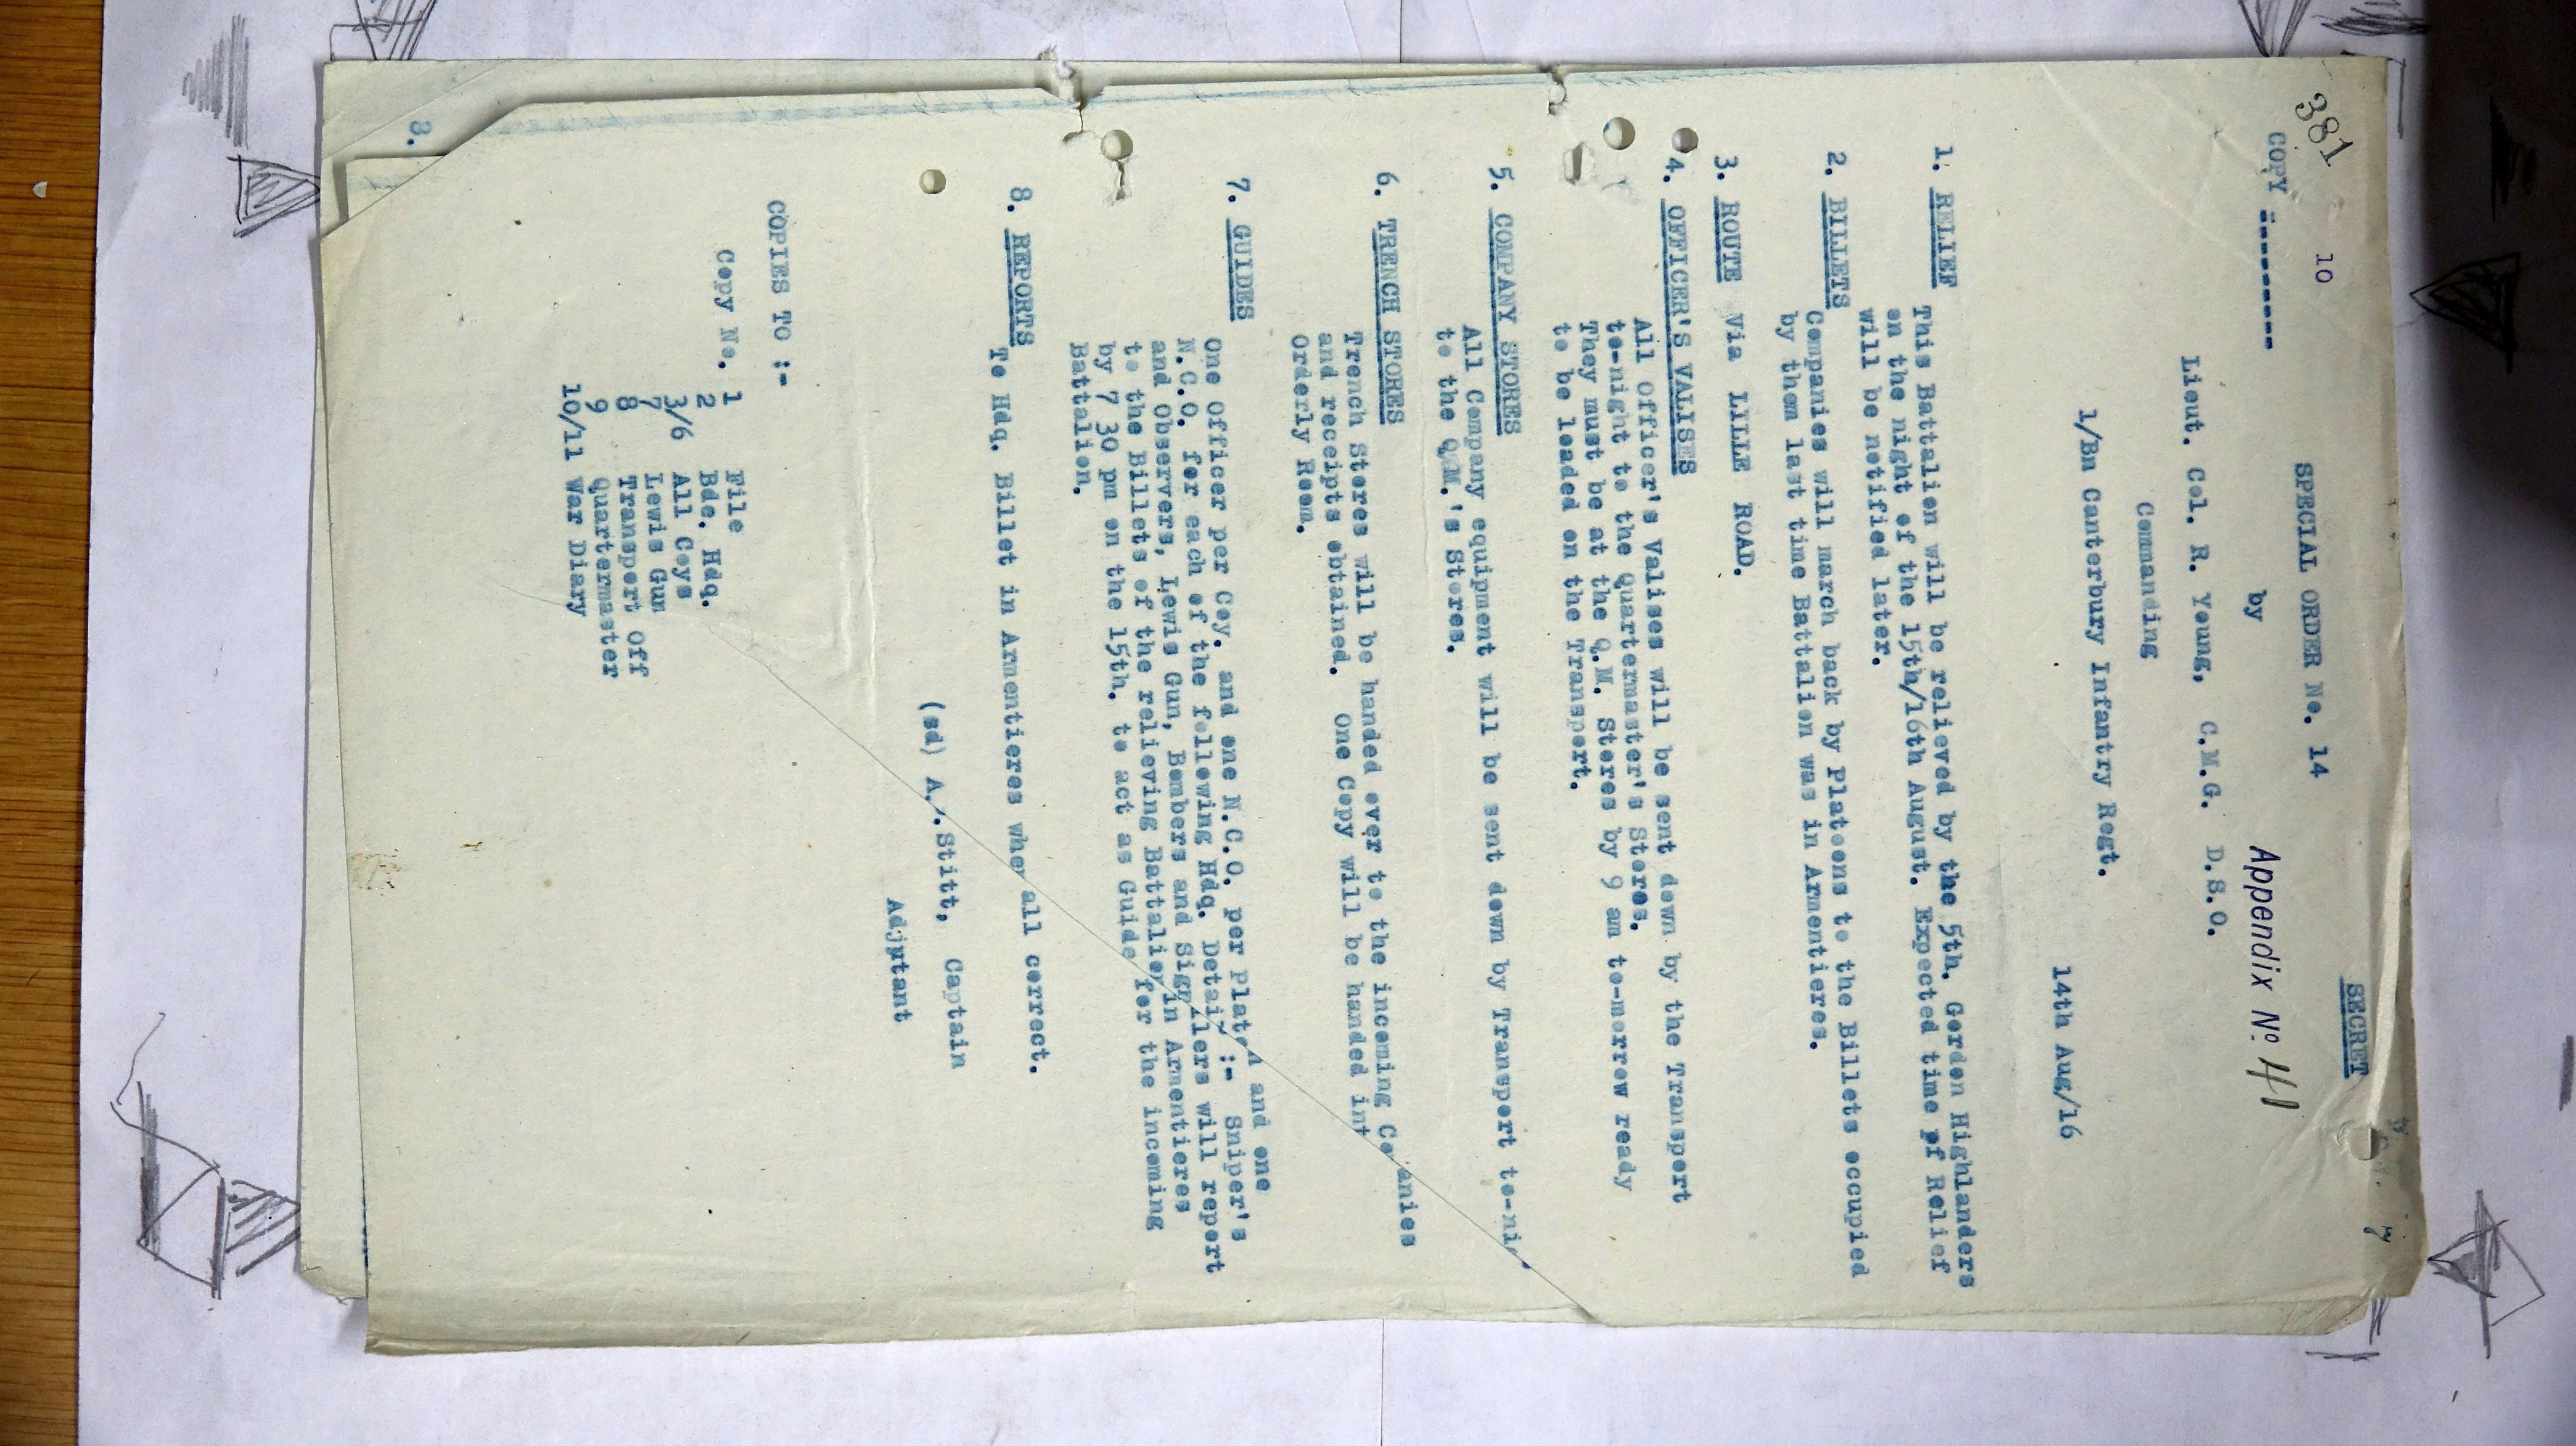 381
10
SECRET
COPY :--------
SPECIAL ORDER No. 14
by
Appendix No 41
Lieut. Col. R. Young, C.M.G. D.S.O.
Commanding
1/Bn Canterbury Infantry Regt.
14th Aug/16
1. RELIEF
This Battalion will be relieved by the 5th. Gordon Highlanders
on the night of the 15th/16th August. Expected time of Relief
will be notified later.
2. BILLETS
Companies will march back by Platoons to the Billets occupied
by them last time Battalion was in Armentieres.
3. ROUTE Via LILLE ROAD.
4. OFFICER'S VALISES
All Officer's Valises will be sent down by the Transport
to-night to the Quartermaster's Stores.
They must be at the Q.M. Stores by 9 am to-morrow ready
to be loaded on the Transport.
5. COMPANY STORES
All Company equipment will be sent down by Transport to-ni
to the Q.M.'s Stores.
6. TRENCH STORES
Trench Stores will be handed over to the incoming Co anies
and receipts obtained. One Copy will be handed int
Orderly Room.
7. GUIDES
One Officer per Coy. and one N.C.O. per Plato and one
N.C.O. for each of the following Hdq. Detail :- Sniper's
and Observers, Lewis Gun, Bombers and Sign llers will report
to the Billets of the relieving Battalion in Armentieres
by 7 30 pm on the 15th. to act as Guide for the incoming
Battalion.
8. REPORTS
To Hdq. Billet in Armentieres when all correct.
(sd) A. .Stitt, Captain
Adjutant
COPIES TO :-
Copy No. 1 File
2 Bde. Hdq.
3/6 All Coys
7 Lewis Gun
8 Transport Off
9 Quartermaster
10/11 War Diary
8.